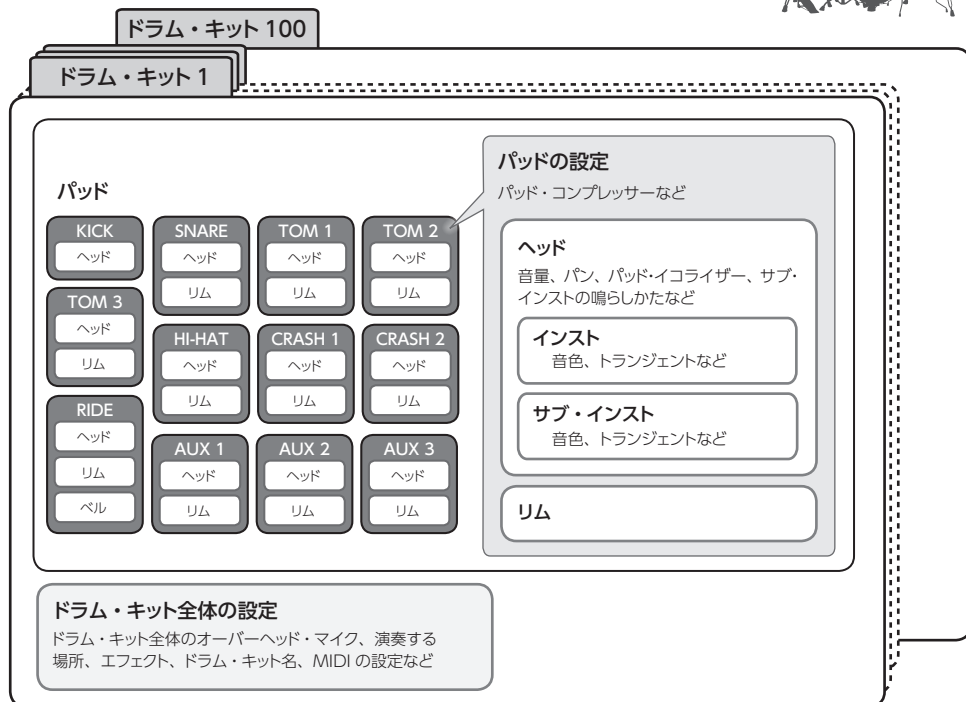 ドラム・キット 100
ドラム・キット 1
パッド
KICK
ヘッド
TOM 3
ヘッド
リム
RIDE
ヘッド
リム
ベル
SNARE
ヘッド
リム
HI-HAT
ヘッド
リム
AUX 1
ヘッド
リム
TOM 1
ヘッド
リム
CRASH 1
ヘッド
リム
AUX 2
ヘッド
リム
TOM 2
ヘッド
リム
CRASH 2
ヘッド
リム
AUX 3
ヘッド
リム
パッドの設定
パッド・コンプレッサーなど
ヘッド
音量、パン、パッド・イコライザー、サブ・
インストの鳴らしかたなど
インスト
音色、トランジェントなど
サブ・インスト
音色、トランジェントなど
リム
ドラム・キット全体の設定
ドラム・キット全体のオーバーヘッド・マイク、演奏する
場所、エフェクト、ドラム・キット名、MIDI の設定など